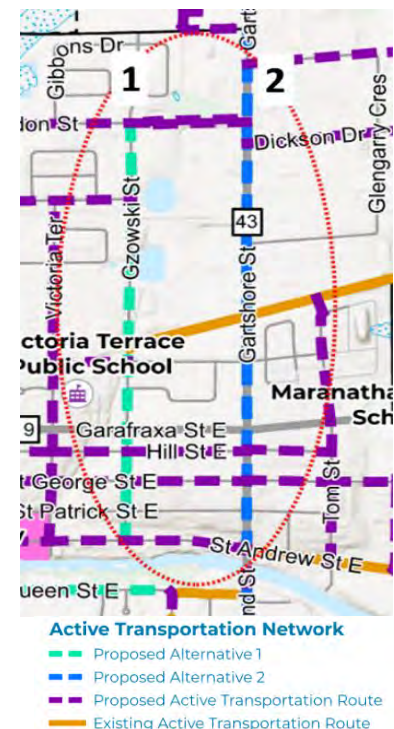 Gart
Gibbons Dr
1
2
don St
Dickson Dr
Glengarry Cres
Gzowski St
43
Victoria Ter
Gartshore St
ctoria Terrace
Public School
Maranatha
Sch
9
Garafraxa St E
Hill St E
t George St E
St Patrick St E
Tom St
St Andrew St E
ueen St E
nd St
Active Transportation Network
Proposed Alternative 1
Proposed Alternative 2
Proposed Active Transportation Route
Existing Active Transportation Route